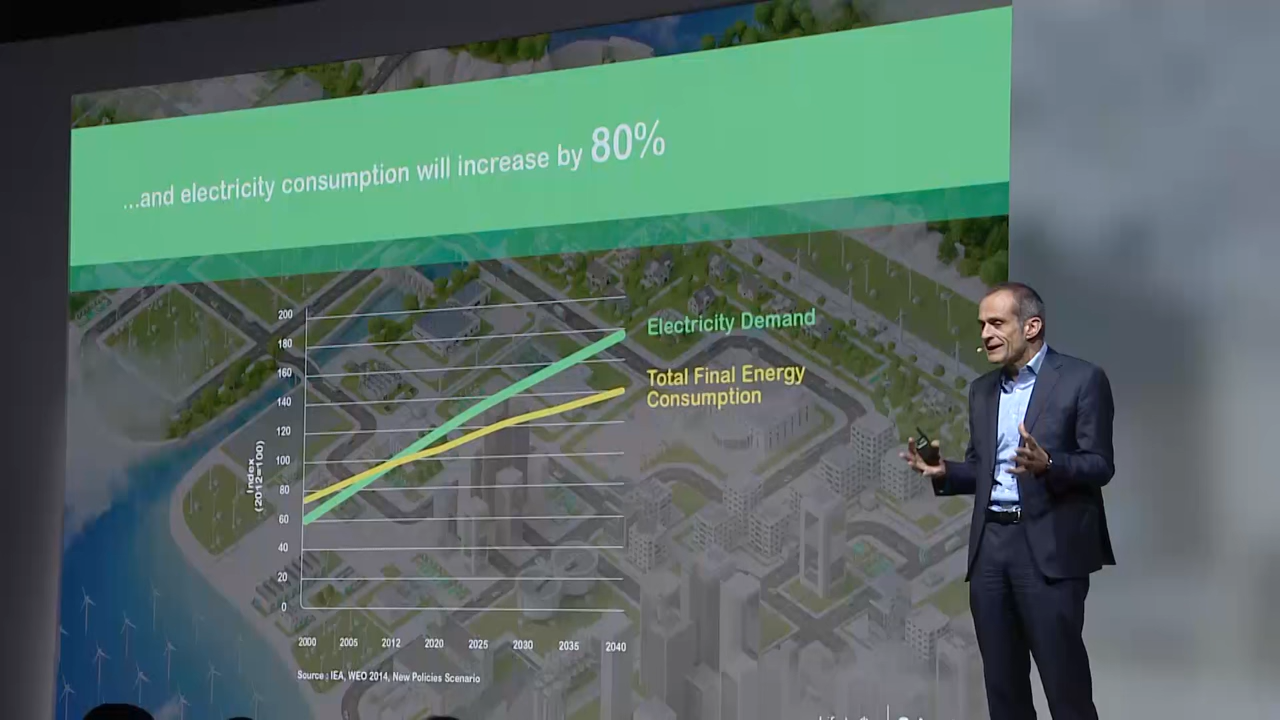 ...and electricity consumption will increase by 80%
200
180
160
140
120
100
80
60
40
20
0
Index
(2012=100)
Electricity Demand
Total Final Energy
Consumption
2000 2005 2012 2020 2025 2030 2035 2040
Source : IEA, WEO 2014, New Policies Scenario